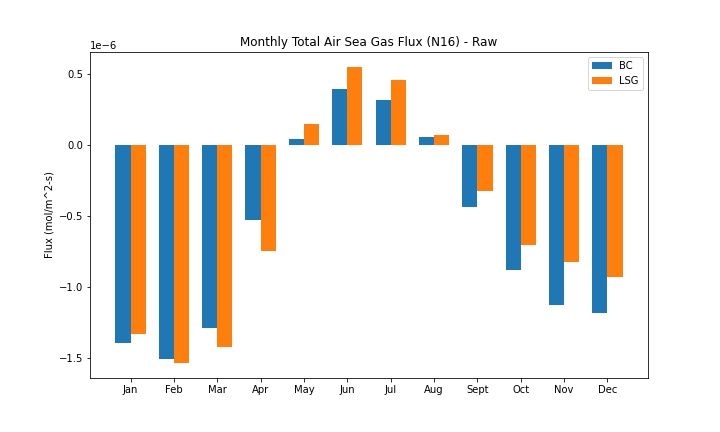 Monthly Total Air Sea Gas Flux (N16) - Raw
1e−6
BC
LSG
0.5
0.0
−0.5
−1.0
−1.5
Flux (mol/m^2-s)
Jan Feb Mar Apr May Jun Jul Aug Sept Oct Nov Dec